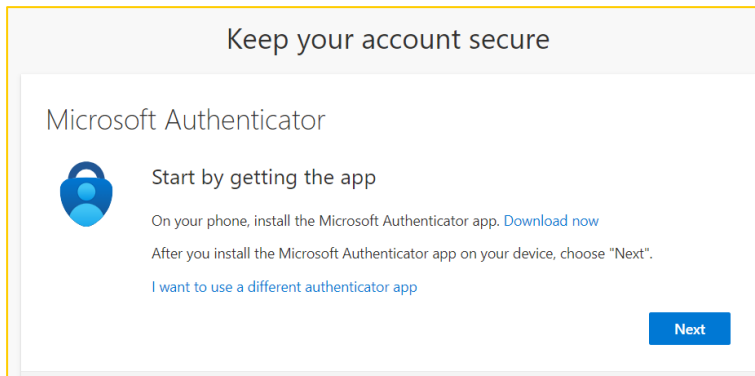 Keep your account secure
Microsoft Authenticator
Start by getting the app
On your phone, install the Microsoft Authenticator app. Download now
After you install the Microsoft Authenticator app on your device, choose "Next".
I want to use a different authenticator app
Next